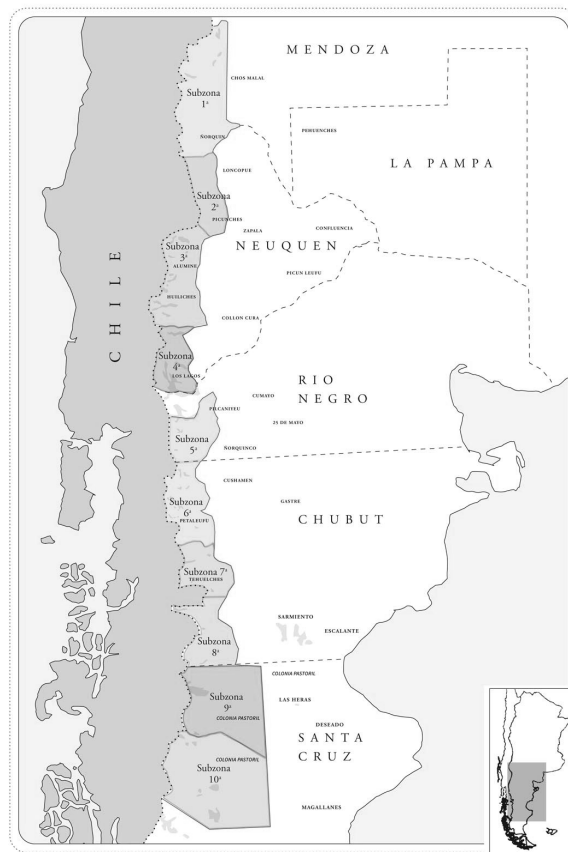 MENDOZA
CHOS MALAL
Subzona
1ª
ÑORQUIN
PEHUENCHES
LA PAMPA
LONCOPUE
Subzona
2ª
PICUNCHES
ZAPALA
CONFLUENCIA
NEUQUEN
Subzona
3ª
ALUMINE
PICUN LEUFU
CHILE
HUILICHES
COLLON CURA
Subzona
4ª
LOS LAGOS
RIO
NEGRO
CUMAYO
PILCANIYEU
25 DE MAYO
Subzona
5ª
ÑORQUINCO
CUSHAMEN
Subzona
6ª
PETALEUFU
GASTRE
CHUBUT
Subzona 7ª
TEHUELCHES
SARMIENTO
ESCALANTE
Subzona
8ª
COLONIA PASTORIL
Subzona
9ª
COLONIA PASTORIL
LAS HERAS
DESEADO
SANTA
CRUZ
COLONIA PASTORIL
Subzona
10ª
MAGALLANES